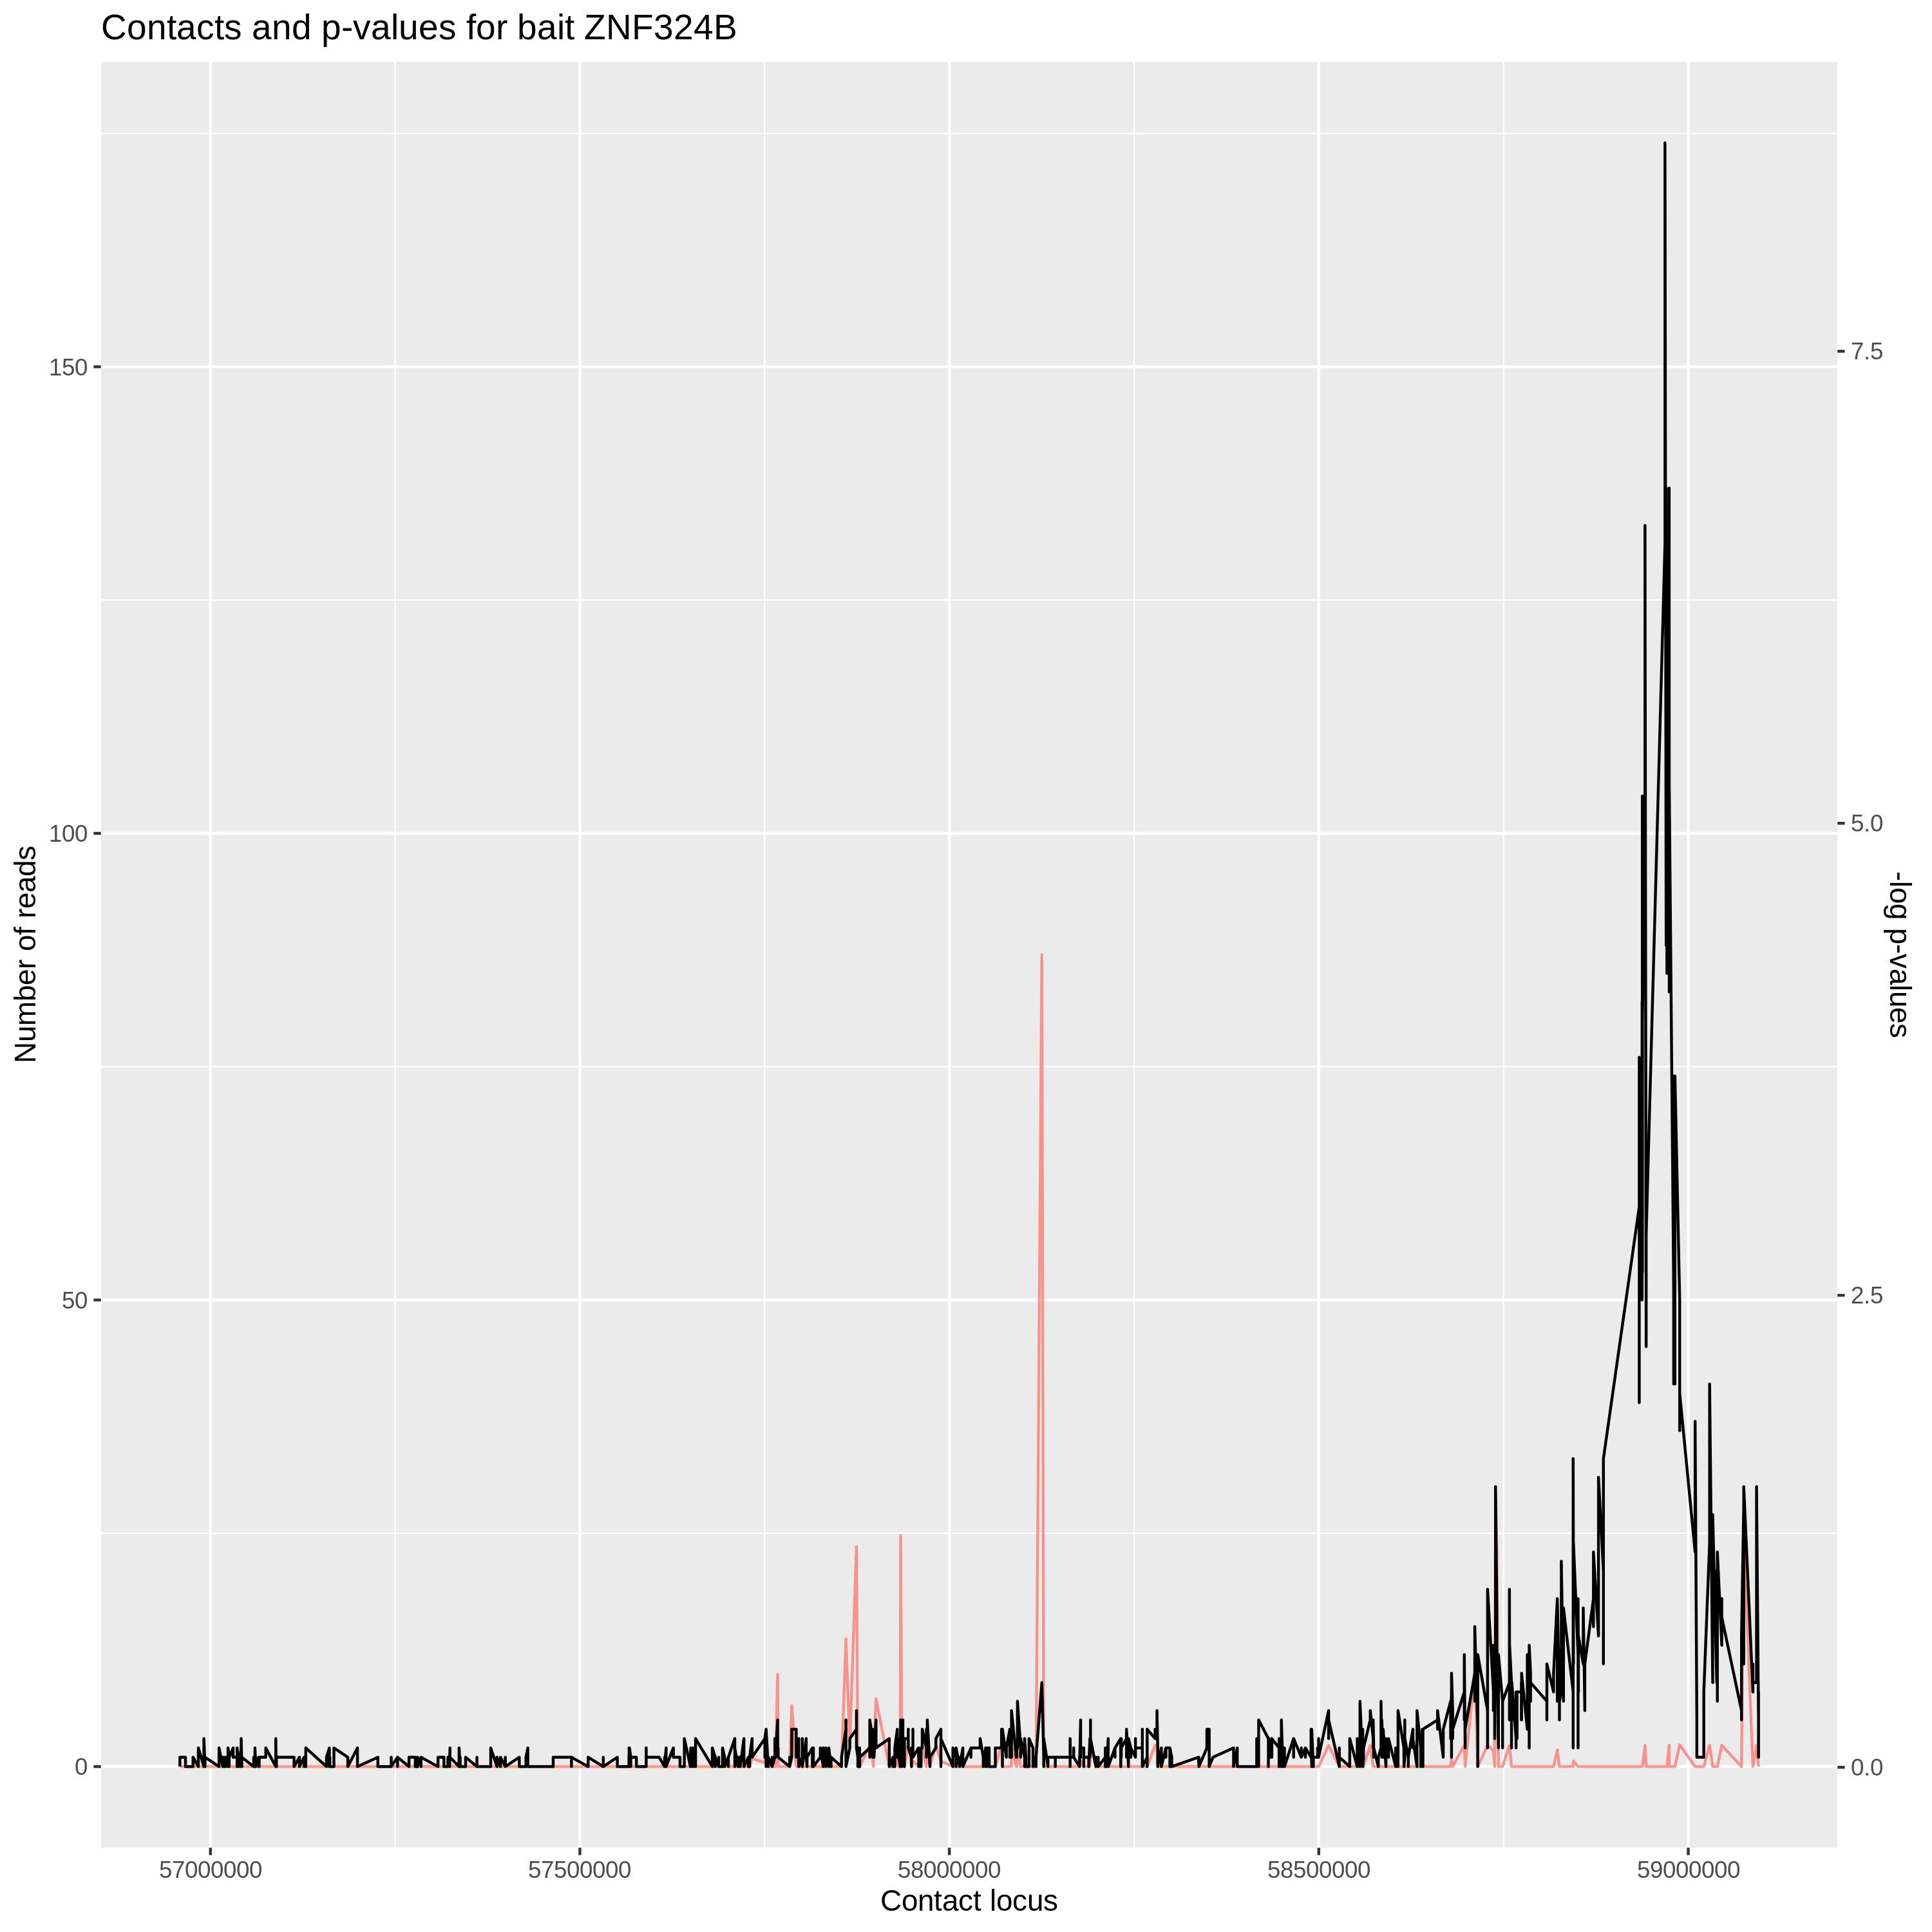 Contacts and p-values for bait ZNF324B
Number of reads
150
100
50
0
7.5
5.0
2.5
0.0
-log p-values
57000000 57500000 58000000 58500000 59000000
Contact locus